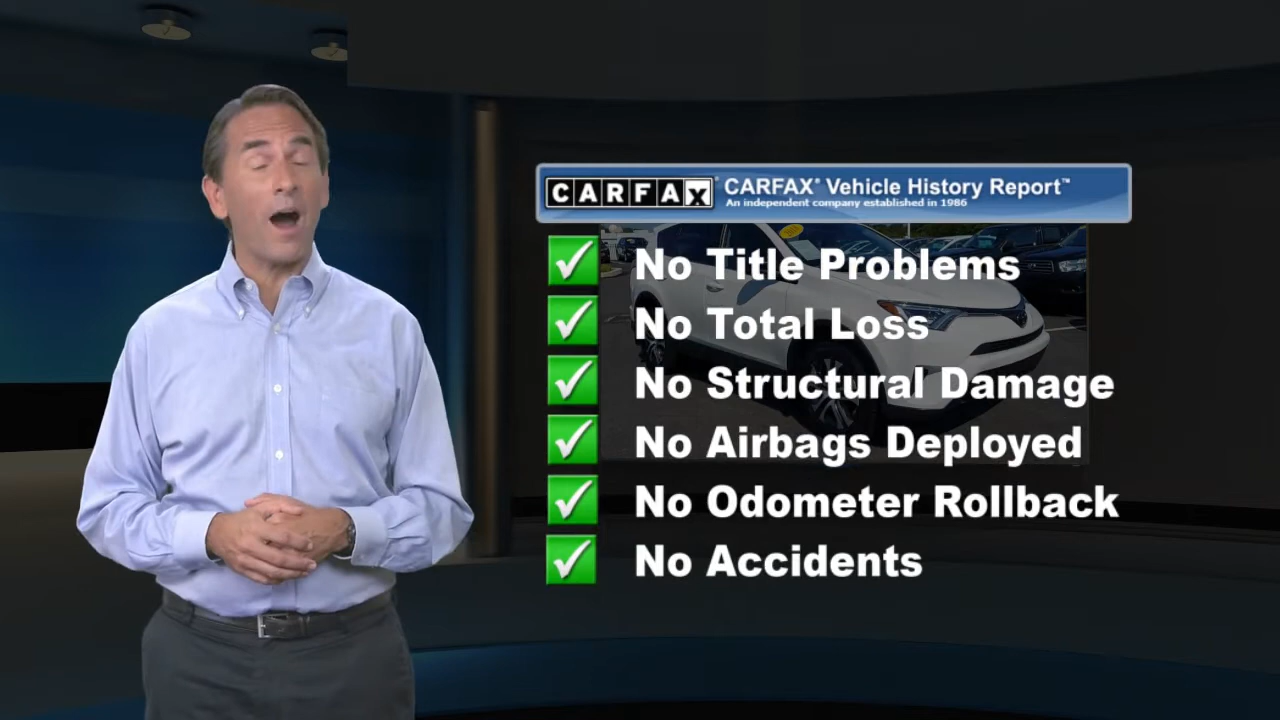 CARFAX® CARFAX® Vehicle History Report™
An independent company established in 1986
No Title Problems
No Total Loss
No Structural Damage
No Airbags Deployed
No Odometer Rollback
No Accidents